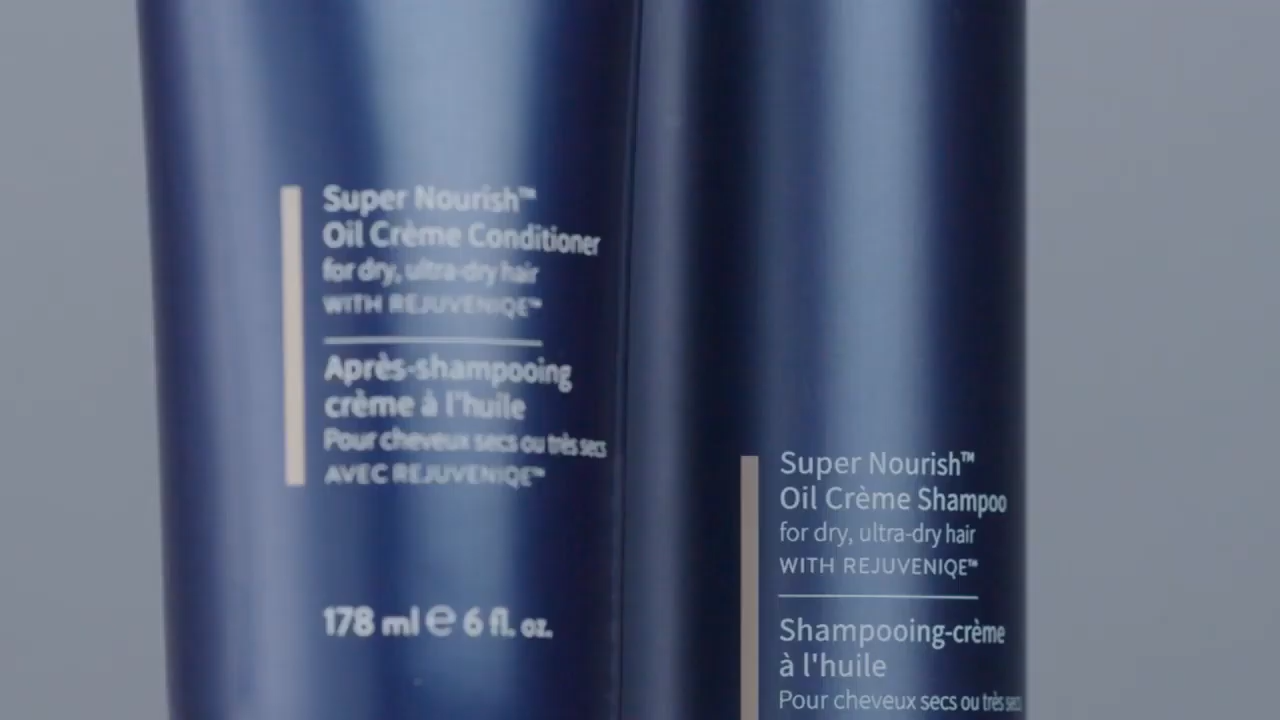 Super Nourish™
Oil Crème Conditioner
for dry, ultra-dry hair
WITH REJUVENIQE™
Après-shampooing
crème à l'huile
Pour cheveux secs ou très secs
AVEC REJUVENIQE™
178 ml e 6 fl. oz.
Super Nourish™
Oil Crème Shampoo
for dry, ultra-dry hair
WITH REJUVENIQE™
Shampooing-crème
à l'huile
Pour cheveux secs ou très secs